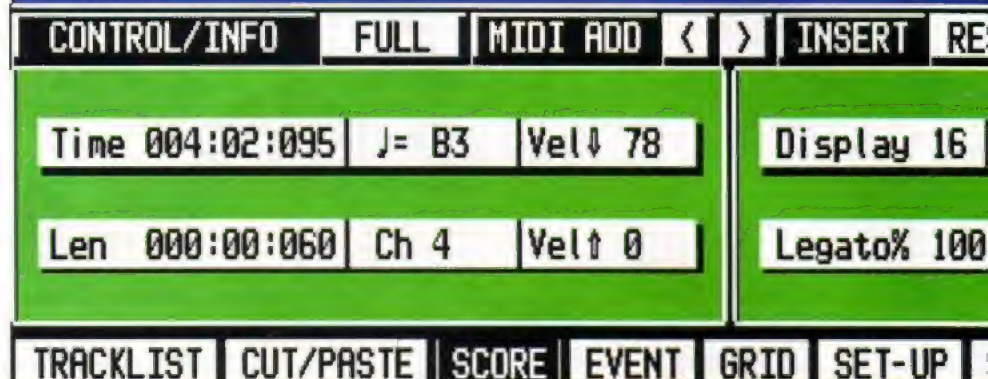 CONTROL/INFO FULL MIDI ADD < > INSERT
Time 004:02:095 ♩= B3 Vel⇩ 78 Display 16
Len 000:00:060 Ch 4 Vel⇧ 0 Legato% 100
TRACKLIST CUT/PASTE SCORE EVENT GRID SET-UP